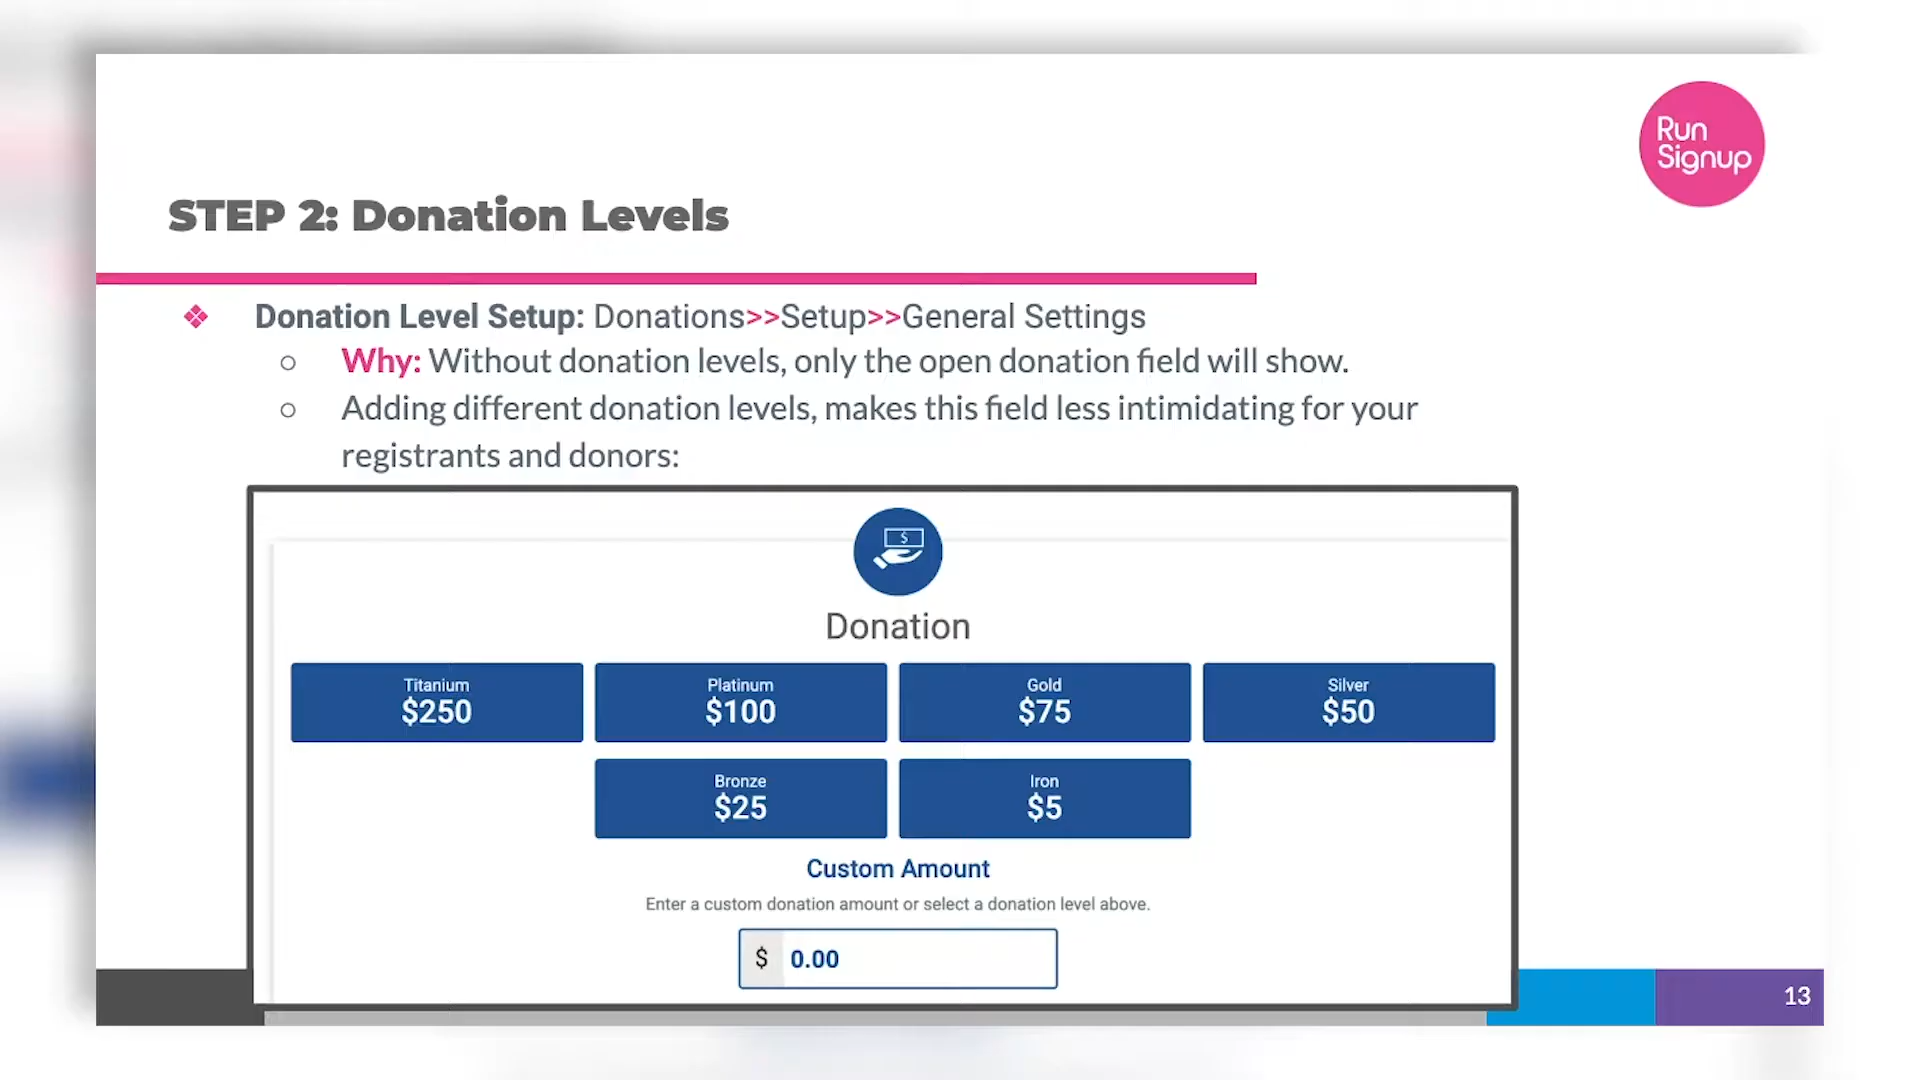 Run
Signup
STEP 2: Donation Levels
❖ Donation Level Setup: Donations>>Setup>>General Settings
○ Why: Without donation levels, only the open donation field will show.
○ Adding different donation levels, makes this field less intimidating for your
registrants and donors:
$
Donation
Titanium Platinum Gold Silver
$250 $100 $75 $50
Bronze Iron
$25 $5
Custom Amount
Enter a custom donation amount or select a donation level above.
$ 0.00
13